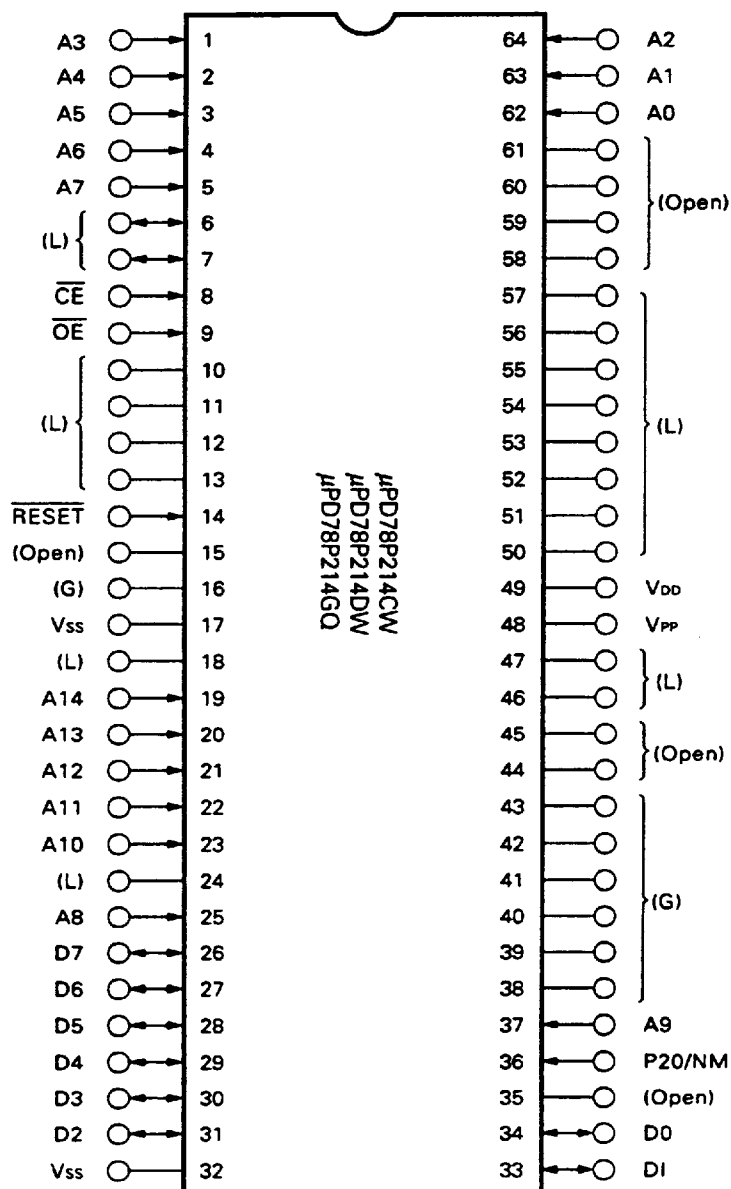 A3 1 64 A2
A4 2 63 A1
A5 3 62 A0
A6 4 61
A7 5 60 (Open)
6 59
(L) 7 58
CE 8 57
OE 9 56
10 55
11 54
(L) 12 53 (L)
13 52
RESET 14 51
(Open) 15 50
(G) 16 49 VDD
Vss 17 48 VPP
(L) 18 47
A14 19 46 (L)
A13 20 45
A12 21 44 (Open)
A11 22 43
A10 23 42
(L) 24 41
A8 25 40 (G)
D7 26 39
D6 27 38
D5 28 37 A9
D4 29 36 P20/NM
D3 30 35 (Open)
D2 31 34 D0
Vss 32 33 DI
μPD78P214CW
μPD78P214DW
μPD78P214GQ